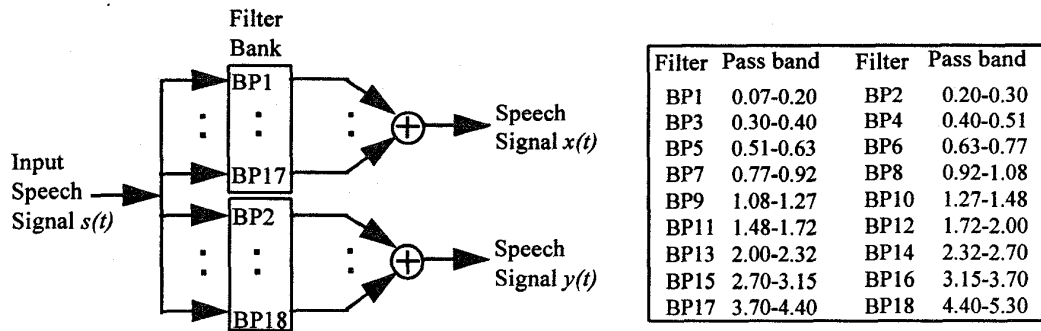 Filter
Bank
BP1
BP17
BP2
BP18
Input
Speech
Signal s(t)
Speech
Signal x(t)
Speech
Signal y(t)
Filter Pass band Filter Pass band
BP1 0.07-0.20 BP2 0.20-0.30
BP3 0.30-0.40 BP4 0.40-0.51
BP5 0.51-0.63 BP6 0.63-0.77
BP7 0.77-0.92 BP8 0.92-1.08
BP9 1.08-1.27 BP10 1.27-1.48
BP11 1.48-1.72 BP12 1.72-2.00
BP13 2.00-2.32 BP14 2.32-2.70
BP15 2.70-3.15 BP16 3.15-3.70
BP17 3.70-4.40 BP18 4.40-5.30